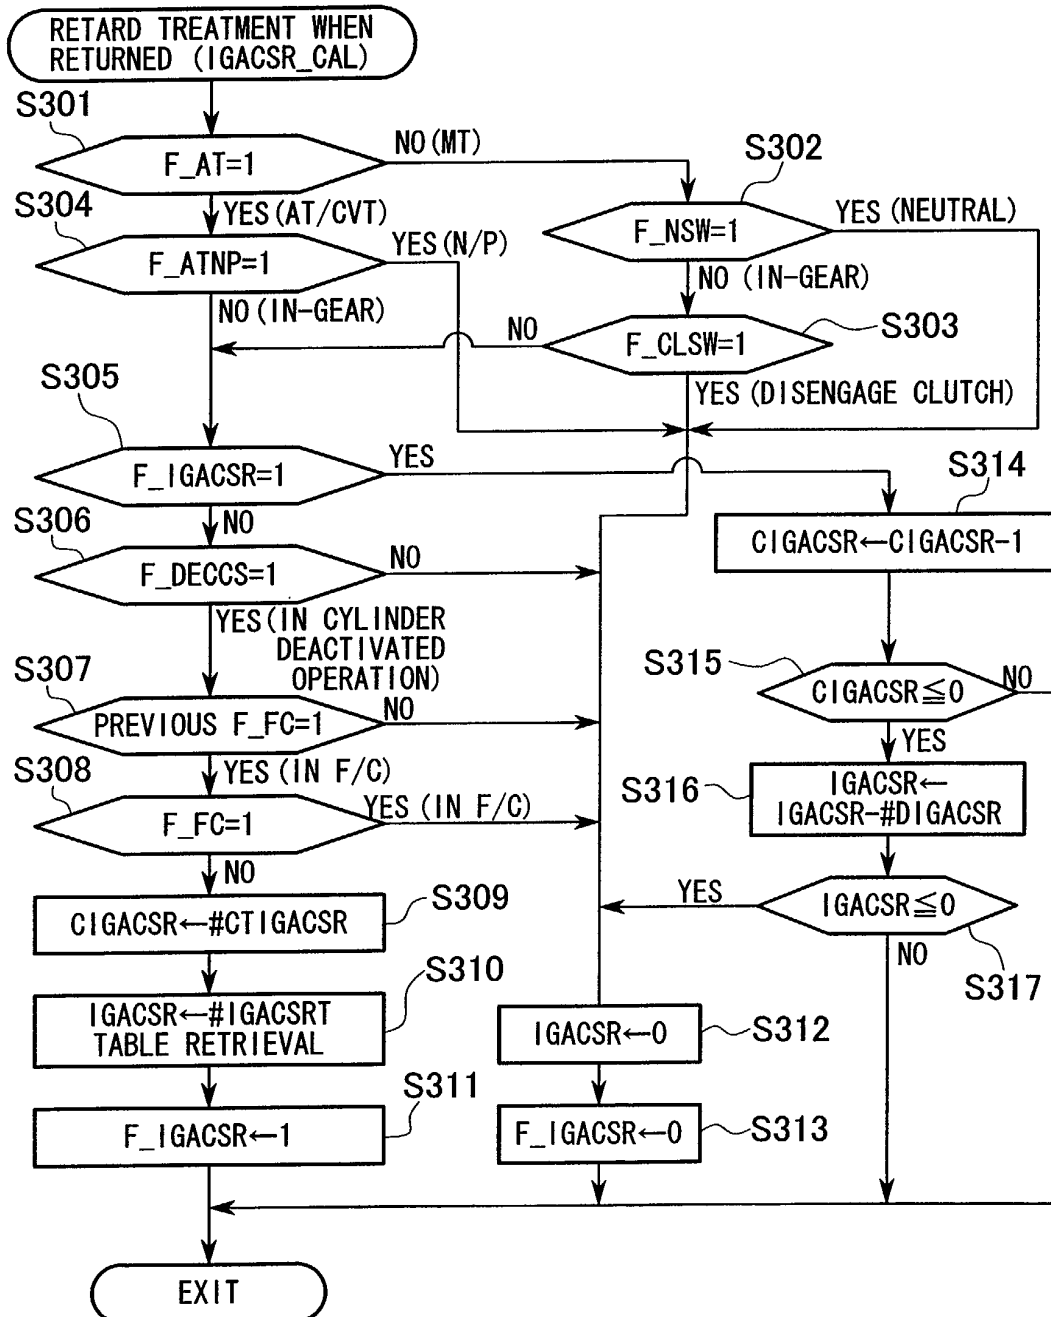 RETARD TREATMENT WHEN
RETURNED (IGACSR_CAL)
S301
F_AT=1
NO (MT)
S302
F_NSW=1
YES (NEUTRAL)
YES (AT/CVT)
S304
F_ATNP=1
YES (N/P)
NO (IN-GEAR)
NO (IN-GEAR)
S303
F_CLSW=1
NO
YES (DISENGAGE CLUTCH)
S305
F_IGACSR=1
YES
NO
S314
CIGACSR←CIGACSR-1
S306
F_DECCS=1
NO
YES (IN CYLINDER
DEACTIVATED
OPERATION)
S315
CIGACSR≦0
NO
YES
S307
PREVIOUS F_FC=1
NO
YES (IN F/C)
S316
IGACSR←
IGACSR-#DIGACSR
S308
F_FC=1
YES (IN F/C)
NO
S317
IGACSR≦0
YES
NO
S309
CIGACSR←#CTIGACSR
S310
IGACSR←#IGACSRT
TABLE RETRIEVAL
S312
IGACSR←0
S311
F_IGACSR←1
S313
F_IGACSR←0
EXIT